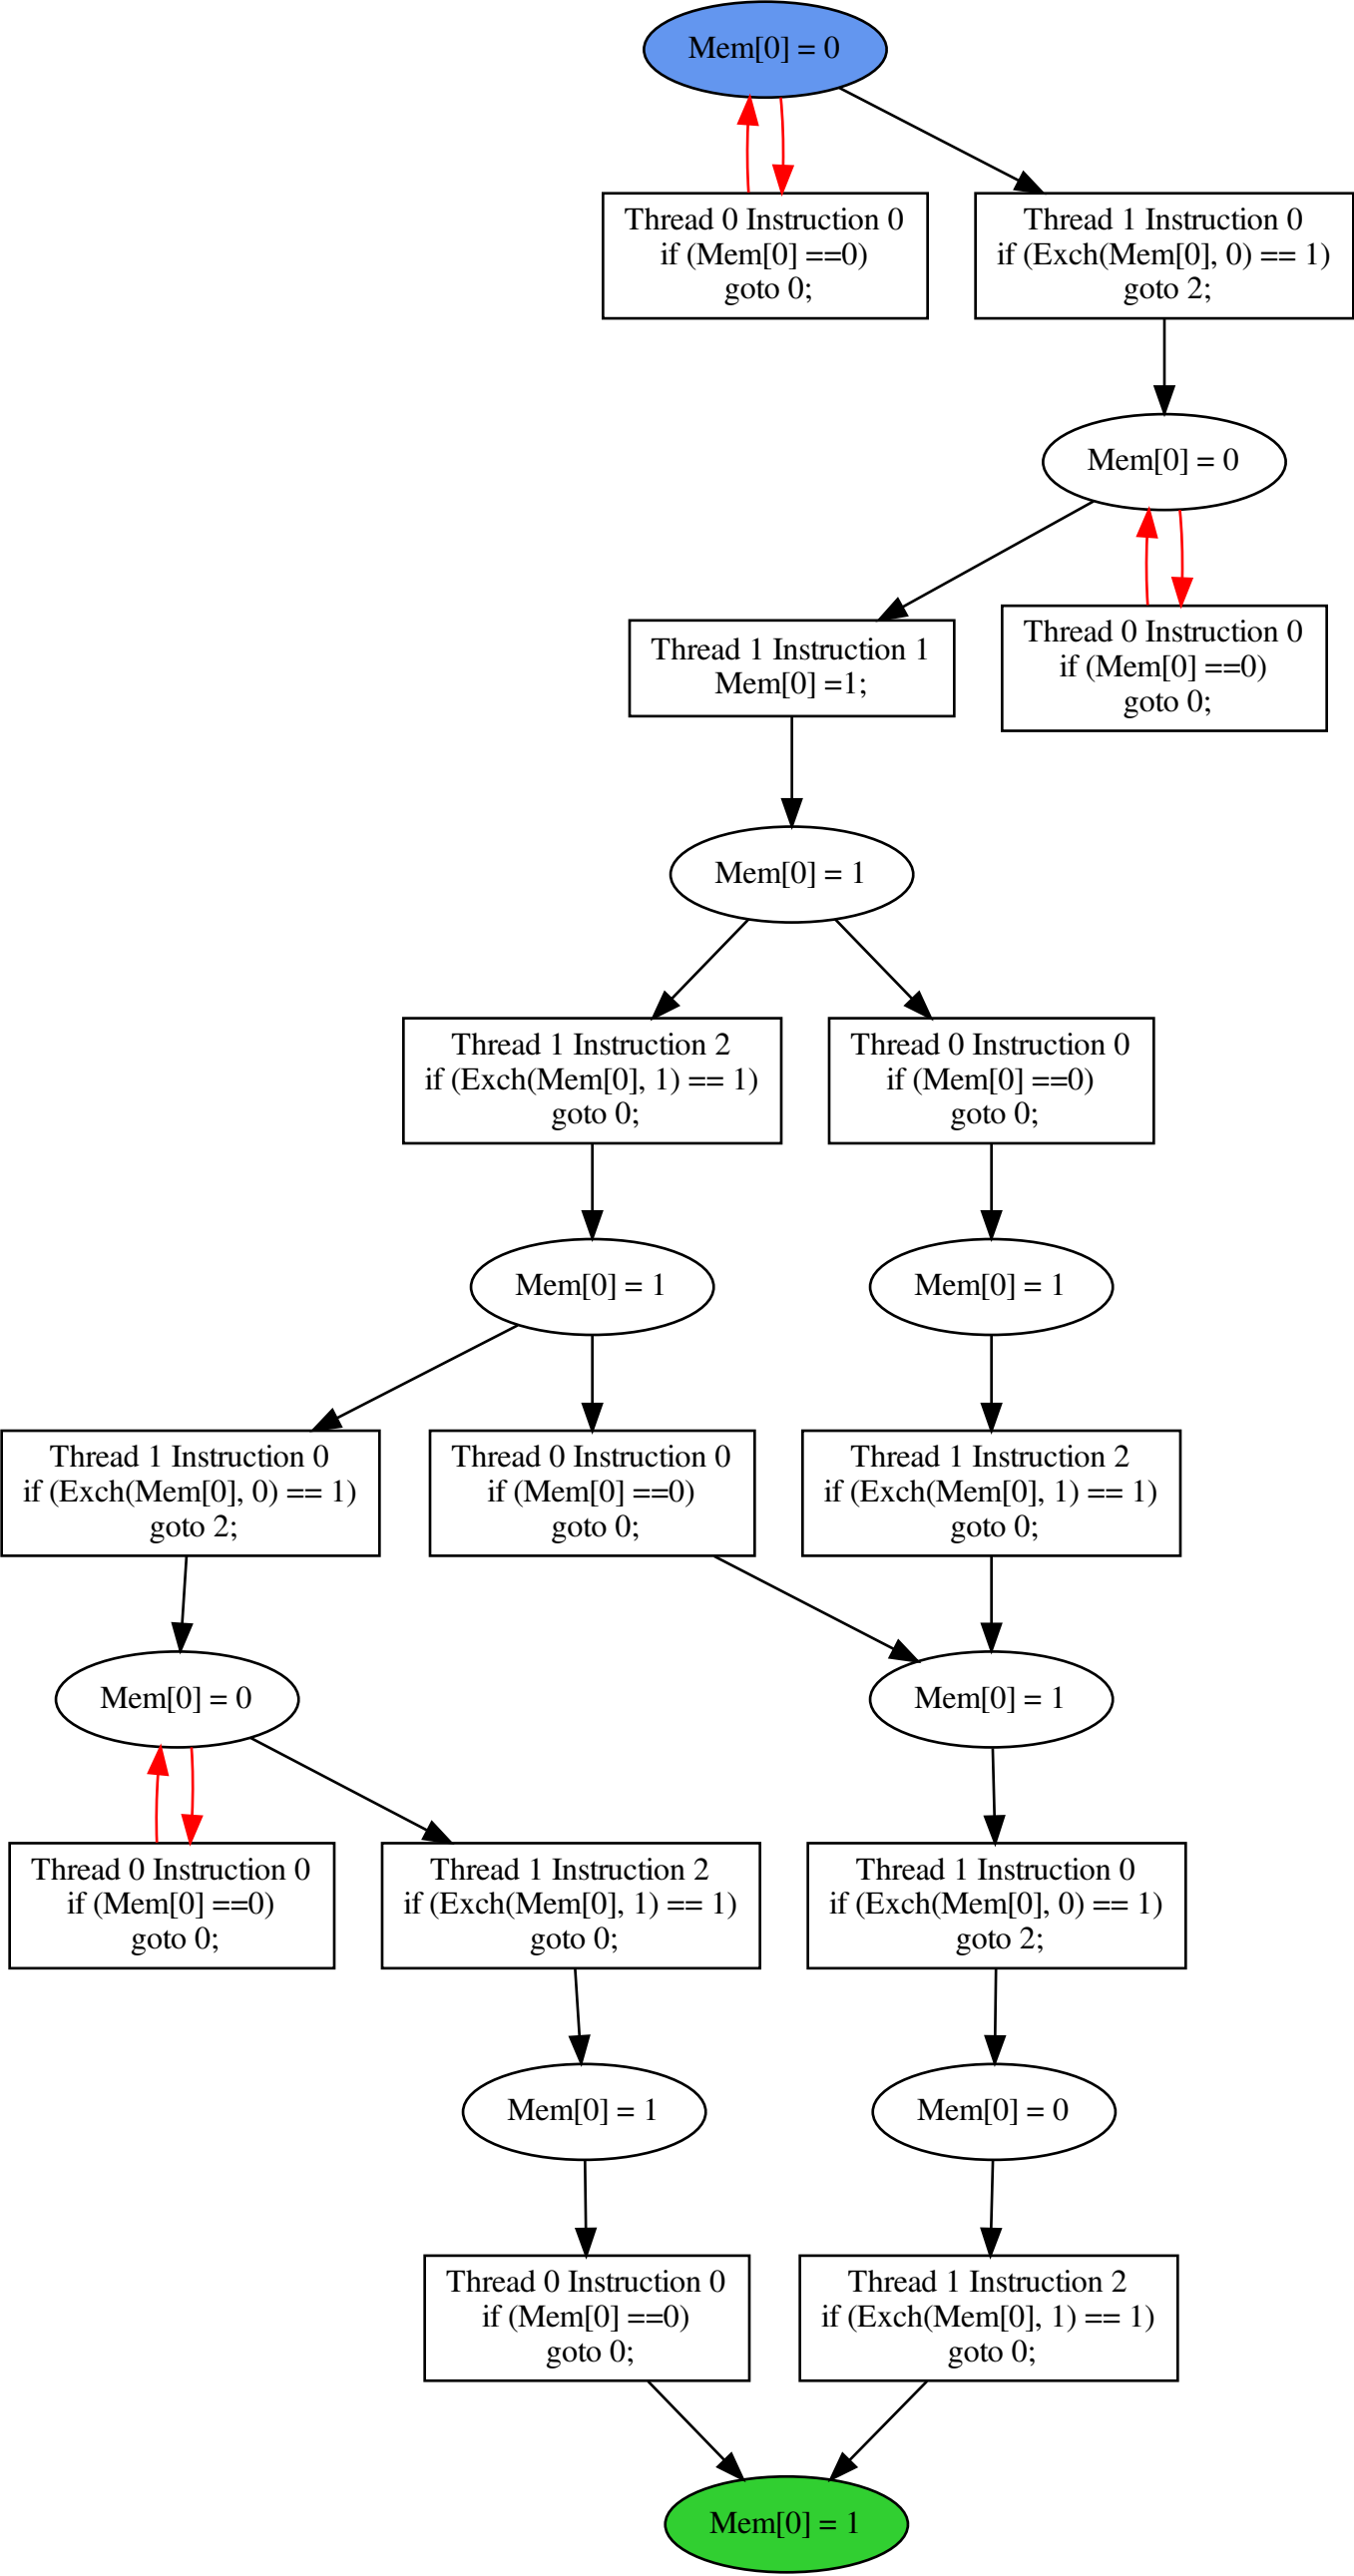 Mem[0] = 0
Thread 0 Instruction 0
if (Mem[0] ==0)
goto 0;
Thread 1 Instruction 0
if (Exch(Mem[0], 0) == 1)
goto 2;
Mem[0] = 0
Thread 1 Instruction 1
Mem[0] =1;
Thread 0 Instruction 0
if (Mem[0] ==0)
goto 0;
Mem[0] = 1
Thread 1 Instruction 2
if (Exch(Mem[0], 1) == 1)
goto 0;
Thread 0 Instruction 0
if (Mem[0] ==0)
goto 0;
Mem[0] = 1
Mem[0] = 1
Thread 1 Instruction 0
if (Exch(Mem[0], 0) == 1)
goto 2;
Thread 0 Instruction 0
if (Mem[0] ==0)
goto 0;
Thread 1 Instruction 2
if (Exch(Mem[0], 1) == 1)
goto 0;
Mem[0] = 0
Mem[0] = 1
Thread 0 Instruction 0
if (Mem[0] ==0)
goto 0;
Thread 1 Instruction 2
if (Exch(Mem[0], 1) == 1)
goto 0;
Thread 1 Instruction 0
if (Exch(Mem[0], 0) == 1)
goto 2;
Mem[0] = 1
Mem[0] = 0
Thread 0 Instruction 0
if (Mem[0] ==0)
goto 0;
Thread 1 Instruction 2
if (Exch(Mem[0], 1) == 1)
goto 0;
Mem[0] = 1